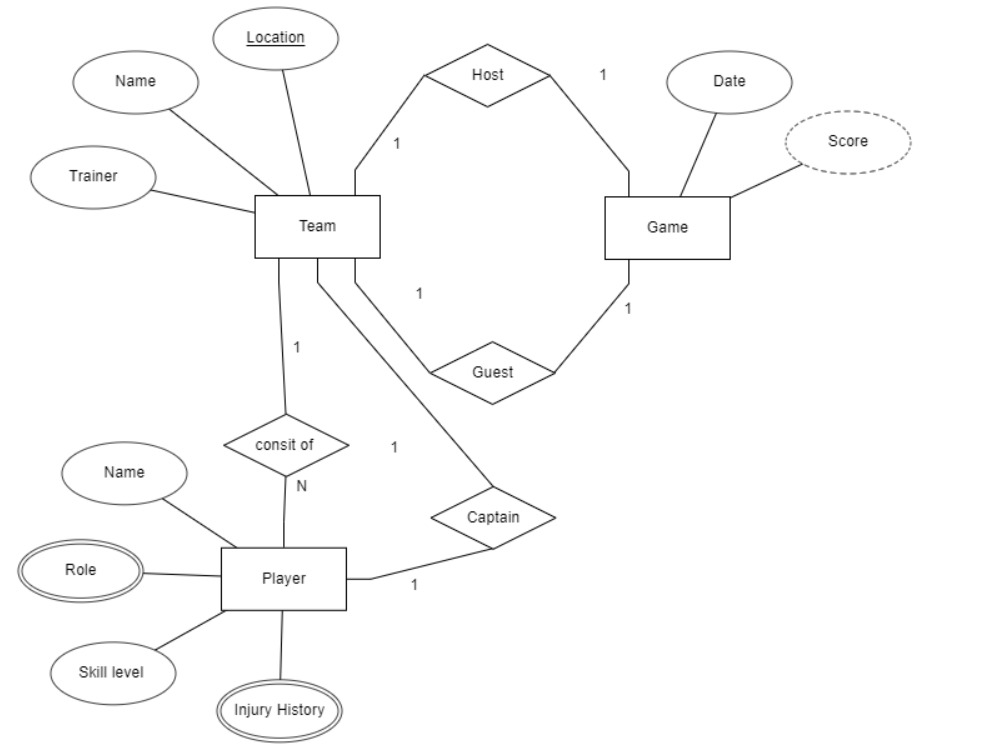 Location
Host
1
Name
Date
Score
1
Trainer
Team
Game
1
1
1
Guest
consit of
1
Name
N
Captain
Role
Player
1
Skill level
Injury History